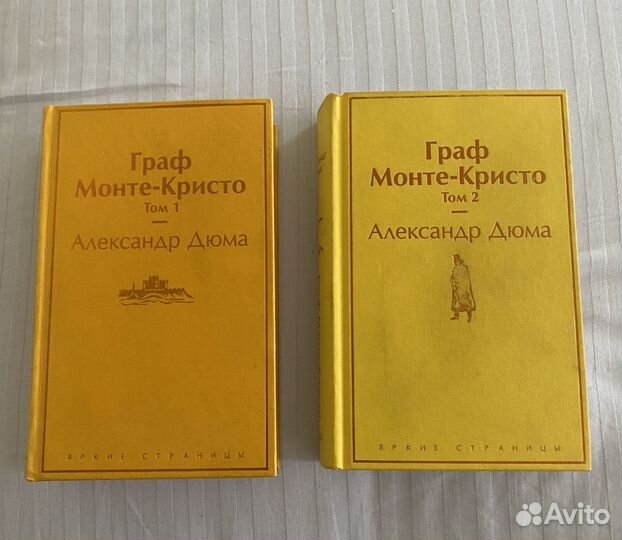 Граф
Монте-Кристо
Том 1
Александр Дюма
ЯРКИЕ СТРАНИЦЫ
Граф
Монте-Кристо
Том 2
Александр Дюма
ЯРКИЕ СТРАНИЦЫ
Avito